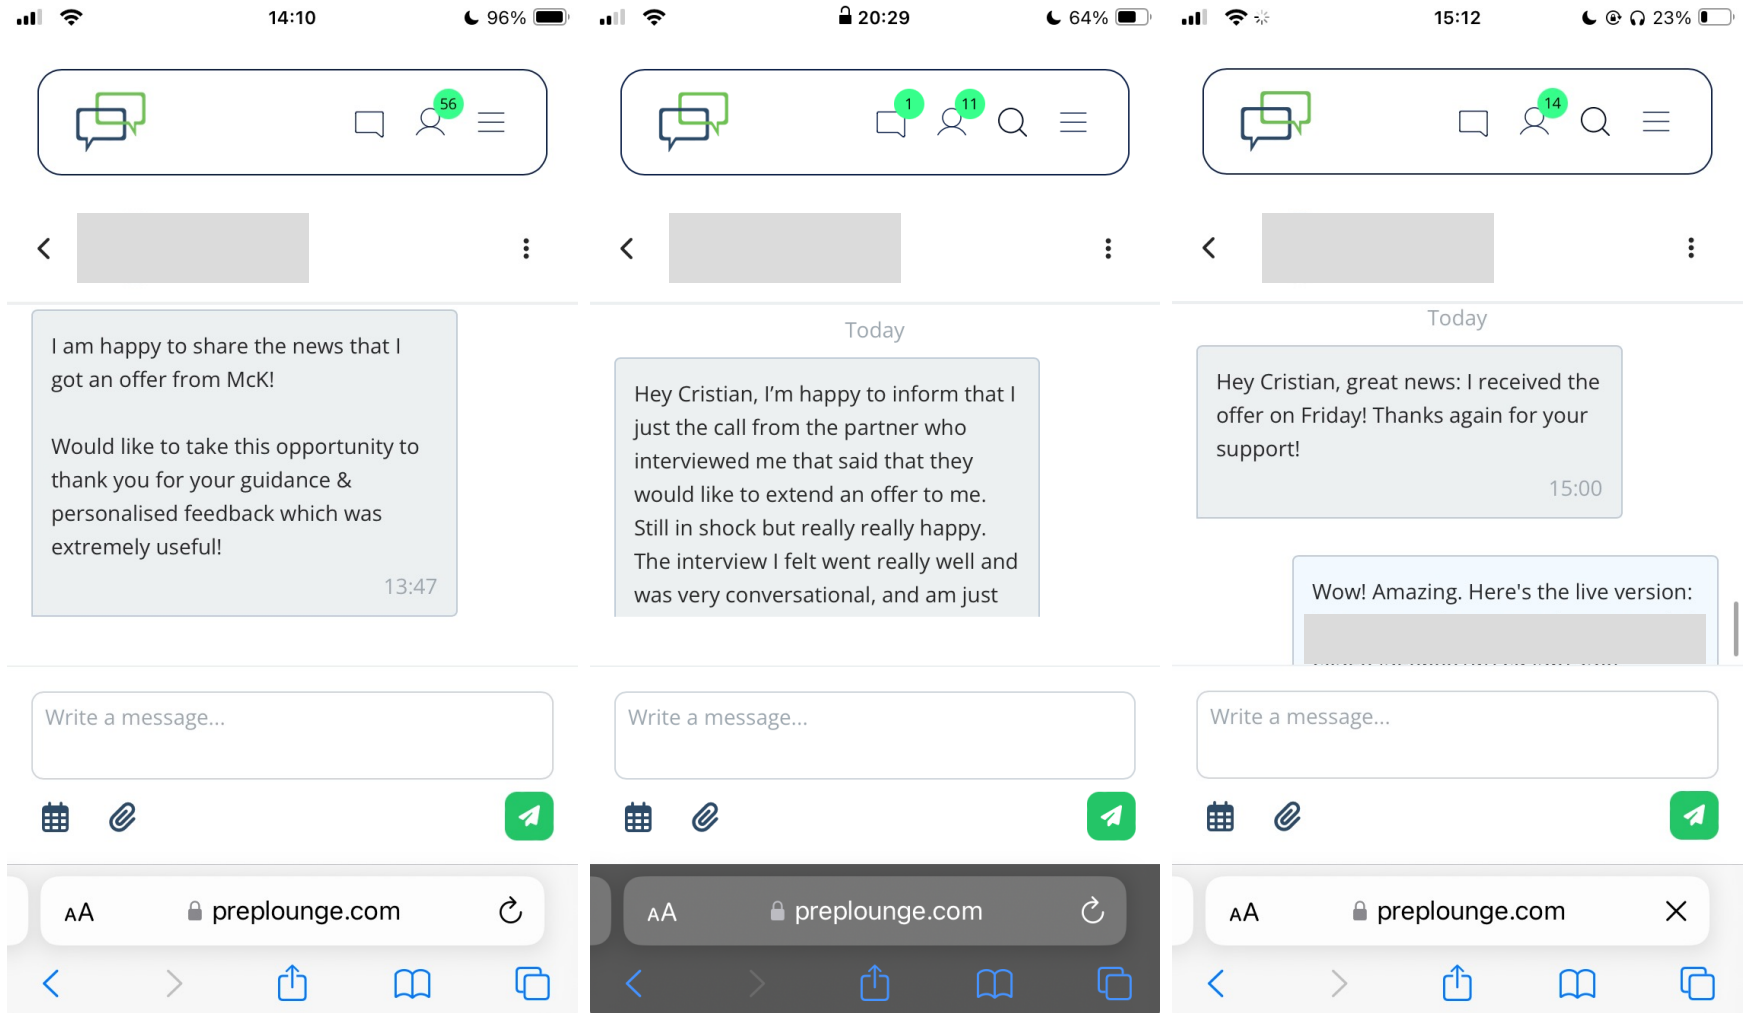 14:10
96%
56
I am happy to share the news that I
got an offer from McK!
Would like to take this opportunity to
thank you for your guidance &
personalised feedback which was
extremely useful!
13:47
Write a message...
AA
preplounge.com
20:29
64%
1
11
Today
Hey Cristian, I'm happy to inform that I
just the call from the partner who
interviewed me that said that they
would like to extend an offer to me.
Still in shock but really really happy.
The interview I felt went really well and
was very conversational, and am just
Write a message...
AA
preplounge.com
15:12
23%
14
Today
Hey Cristian, great news: I received the
offer on Friday! Thanks again for your
support!
15:00
Wow! Amazing. Here's the live version:
Write a message...
AA
preplounge.com